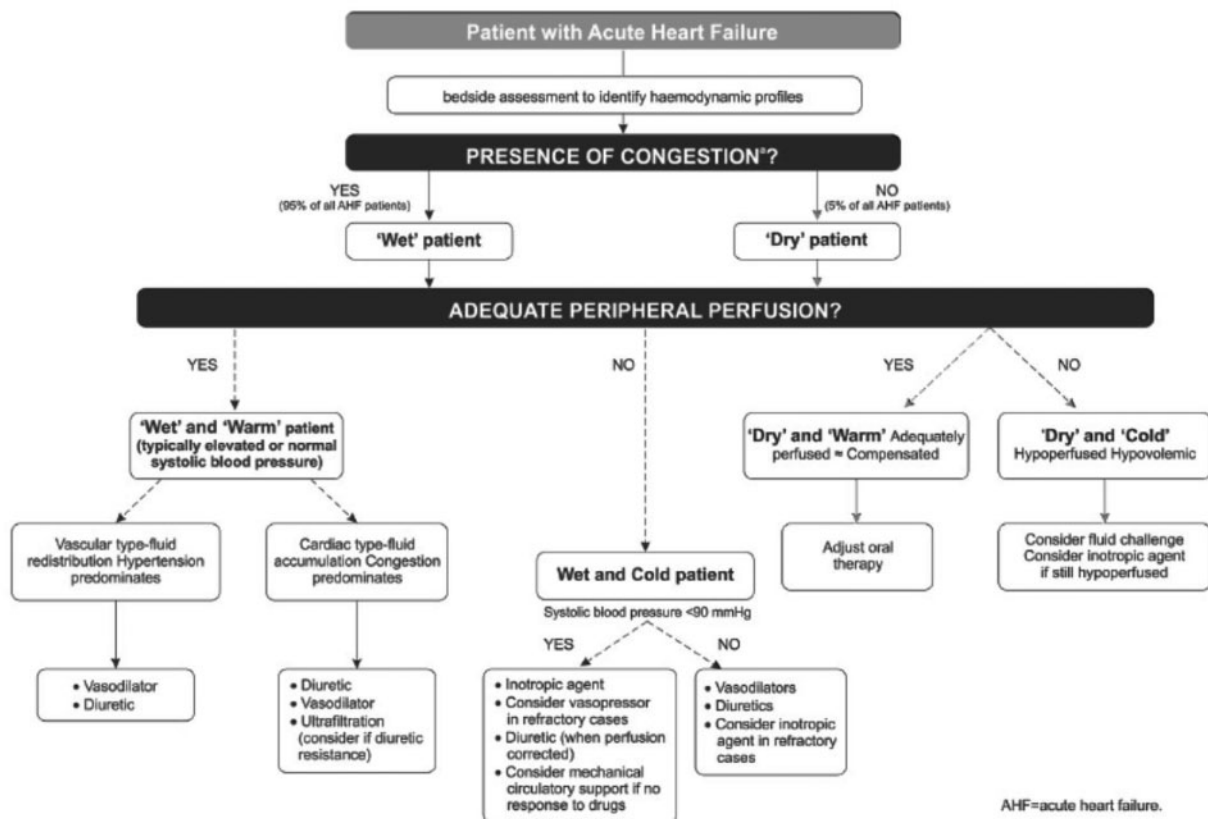 Patient with Acute Heart Failure
bedside assessment to identify haemodynamic profiles
PRESENCE OF CONGESTIONª?
YES
(95% of all AHF patients)
NO
(5% of all AHF patients)
'Wet' patient
'Dry' patient
ADEQUATE PERIPHERAL PERFUSION?
YES
NO
YES
NO
'Wet' and 'Warm' patient
(typically elevated or normal
systolic blood pressure)
'Dry' and 'Warm' Adequately
perfused ≈ Compensated
'Dry' and 'Cold'
Hypoperfused Hypovolemic
Vascular type-fluid
redistribution Hypertension
predominates
Cardiac type-fluid
accumulation Congestion
predominates
Wet and Cold patient
Adjust oral
therapy
Consider fluid challenge
Consider inotropic agent
if still hypoperfused
Systolic blood pressure <90 mmHg
YES
NO
• Vasodilator
• Diuretic
• Diuretic
• Vasodilator
• Ultrafiltration
(consider if diuretic
resistance)
• Inotropic agent
• Consider vasopressor
in refractory cases
• Diuretic (when perfusion
corrected)
• Consider mechanical
circulatory support if no
response to drugs
• Vasodilators
• Diuretics
• Consider inotropic
agent in refractory
cases
AHF=acute heart failure.